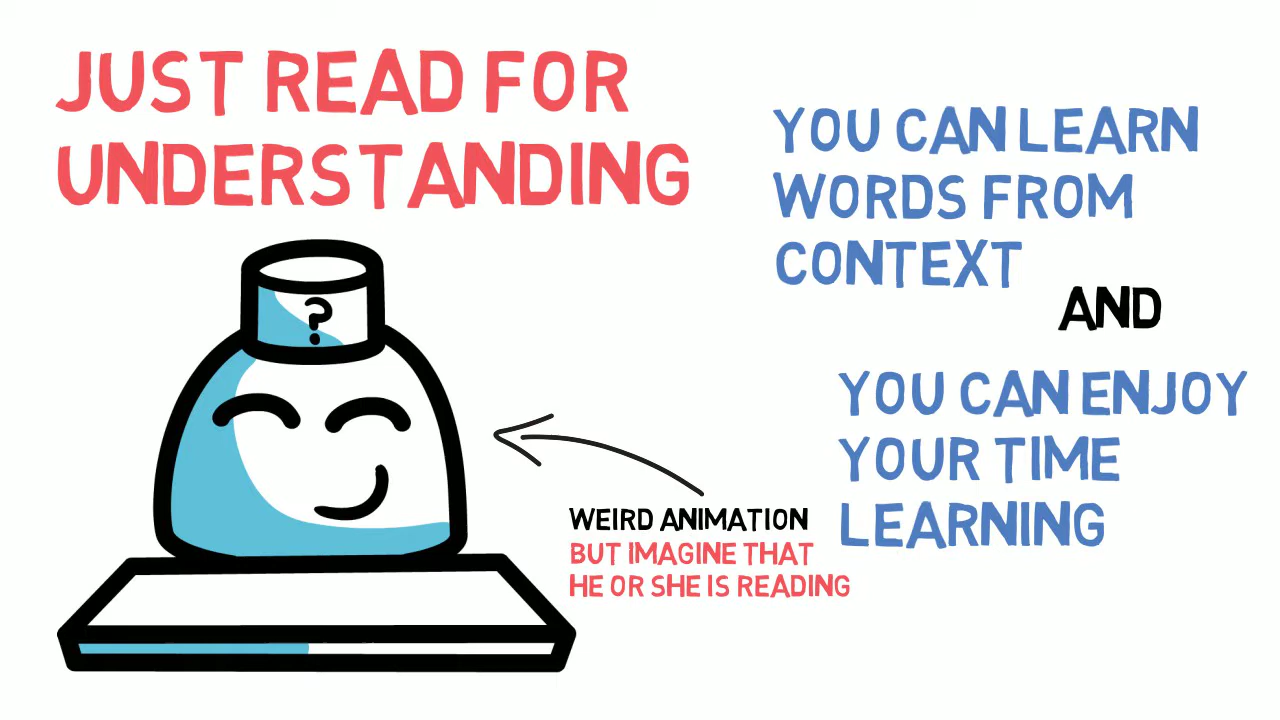 JUST READ FOR
UNDERSTANDING
YOU CAN LEARN
WORDS FROM
CONTEXT
AND
YOU CAN ENJOY
YOUR TIME
LEARNING
?
WEIRD ANIMATION
BUT IMAGINE THAT
HE OR SHE IS READING